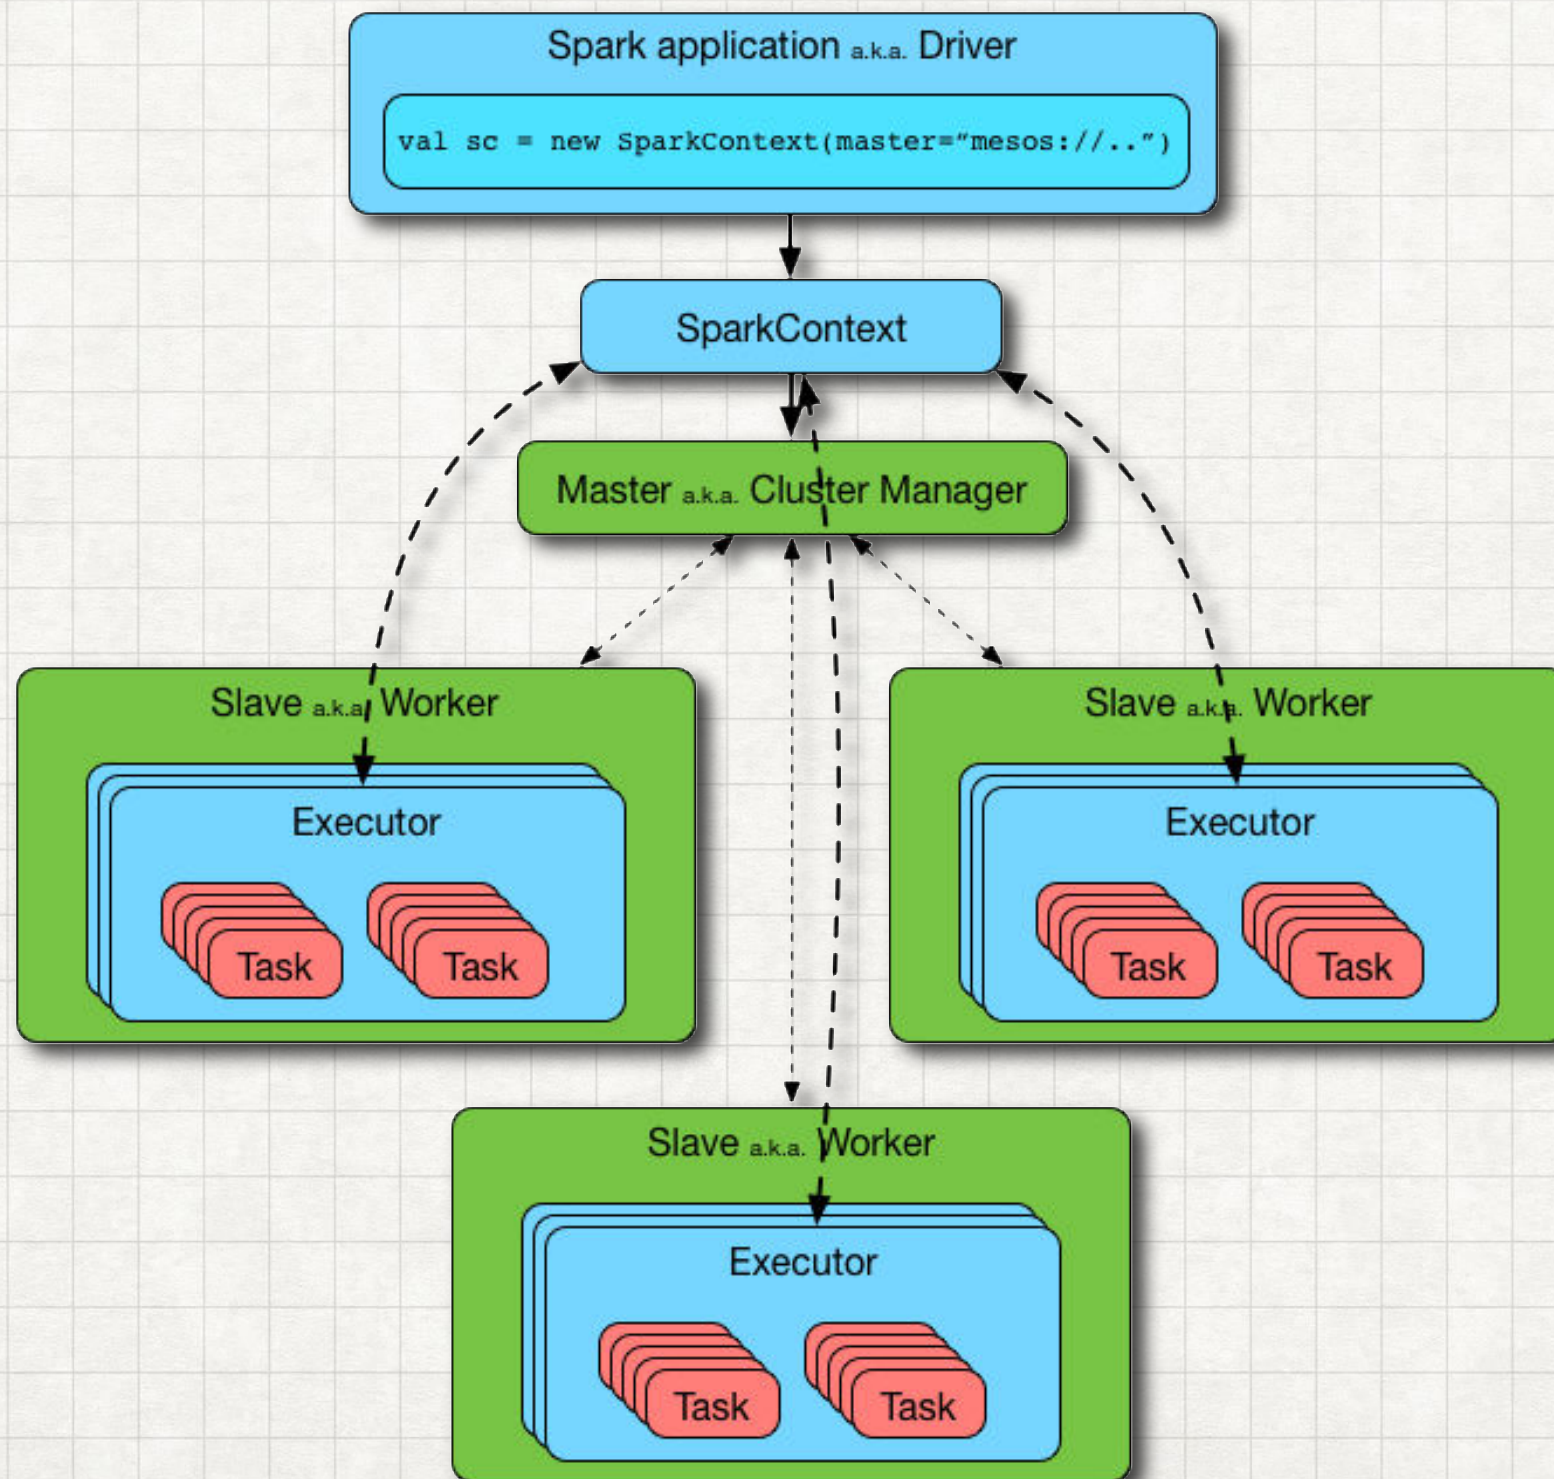 Spark application a.k.a. Driver
val sc = new SparkContext(master=“mesos://..”)
SparkContext
Master a.k.a. Cluster Manager
Slave a.k.a. Worker
Executor
Task Task
Slave a.k.a. Worker
Executor
Task Task
Slave a.k.a. Worker
Executor
Task Task